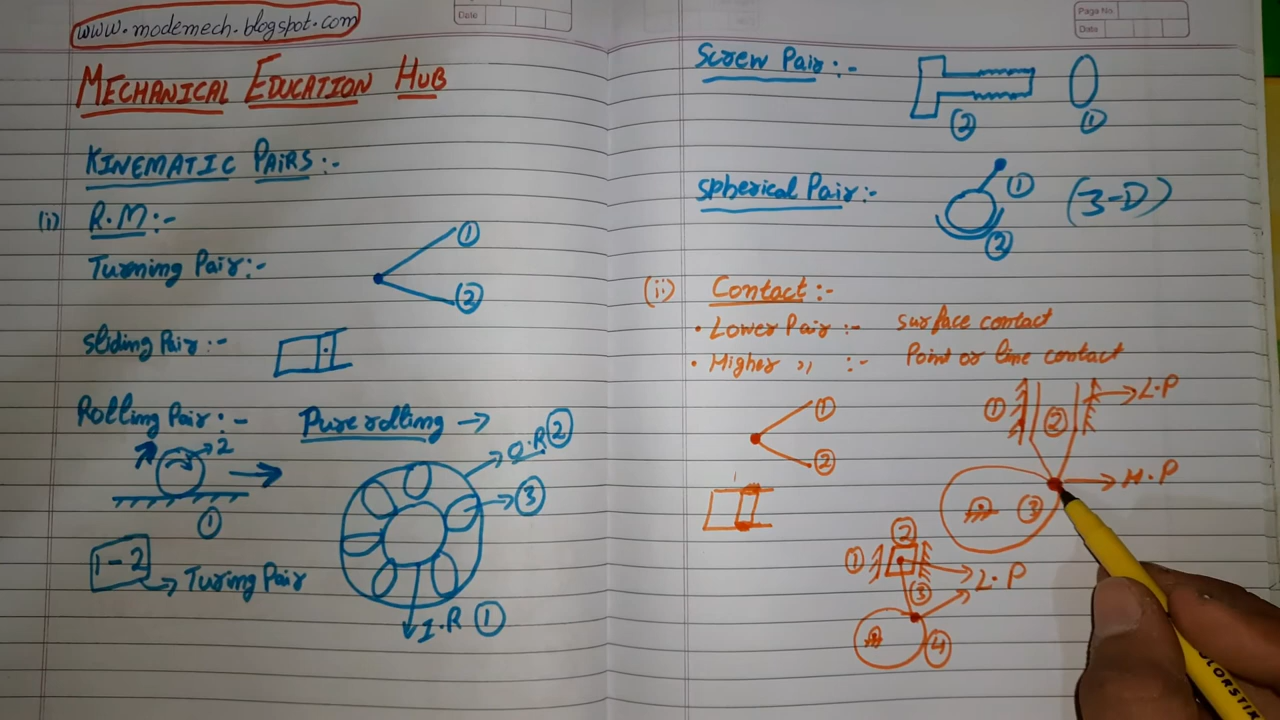 www.modemech.blogspot.com
Date
MECHANICAL EDUCATION HUB
KINEMATIC PAIRS:-
(i) R.M:-
Turning Pair:-
1
2
Sliding Pair:-
Rolling Pair:- Pure rolling →
2
1
O.R 2
3
I.R 1
1-2
Turing Pair
Page No.
Date
Screw Pair:-
2
1
Spherical Pair:-
1
2
(3-D)
(ii) Contact:-
• Lower Pair:- Surface contact
• Higher ,, :- Point or line contact
1
2
1
2
L.P
H.P
3
2
1
L.P
3
4
COLORSTIX